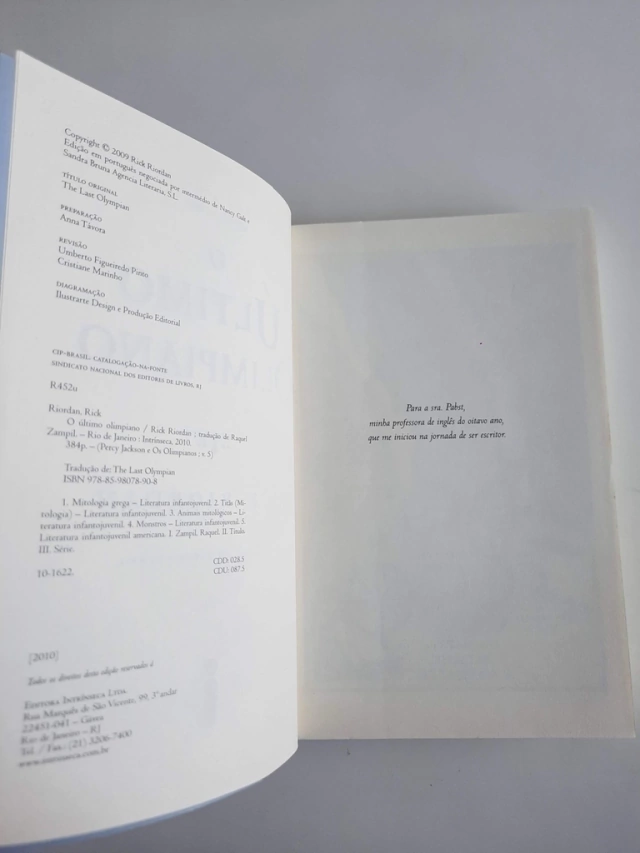 Copyright © 2009 Rick Riordan
Edição em português negociada por intermédio de Nancy Galt e
Sandra Bruna Agencia Literaria, S.L.
TÍTULO ORIGINAL
The Last Olympian
PREPARAÇÃO
Anna Távora
REVISÃO
Umberto Figueiredo Pinto
Cristiane Marinho
DIAGRAMAÇÃO
Ilustrarte Design e Produção Editorial
CIP-BRASIL. CATALOGAÇÃO-NA-FONTE
SINDICATO NACIONAL DOS EDITORES DE LIVROS, RJ
R452u
Riordan, Rick
O último olimpiano / Rick Riordan ; tradução de Raquel
Zampil. – Rio de Janeiro : Intrínseca, 2010.
384p. – (Percy Jackson e Os Olimpianos ; v. 5)
Tradução de: The Last Olympian
ISBN 978-85-98078-90-8
1. Mitologia grega – Literatura infantojuvenil. 2. Titãs (Mi-
tologia) – Literatura infantojuvenil. 3. Animais mitológicos – Li-
teratura infantojuvenil. 4. Monstros – Literatura infantojuvenil. 5.
Literatura infantojuvenil americana. I. Zampil, Raquel. II. Título.
III. Série.
10-1622.
CDD: 028.5
CDU: 087.5
[2010]
Todos os direitos desta edição reservados à
EDITORA INTRÍNSECA LTDA.
Rua Marquês de São Vicente, 99, 3º andar
22451-041 – Gávea
Rio de Janeiro – RJ
Tel. / Fax: (21) 3206-7400
www.intrinseca.com.br
Para a sra. Pabst,
minha professora de inglês do oitavo ano,
que me iniciou na jornada de ser escritor.